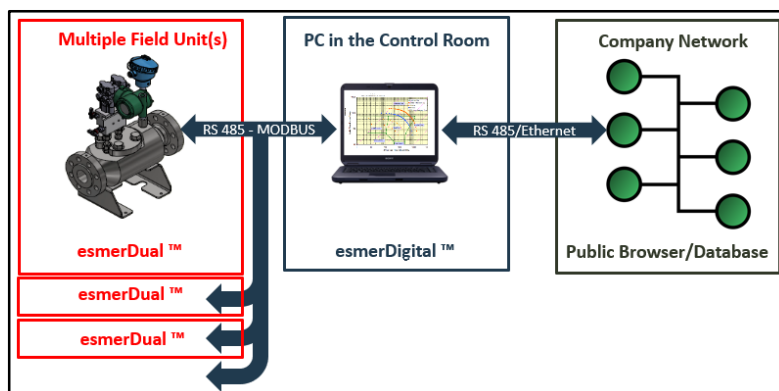 Multiple Field Unit(s)
PC in the Control Room
Company Network
RS 485 - MODBUS
RS 485/Ethernet
esmerDual ™
esmerDigital ™
Public Browser/Database
esmerDual ™
esmerDual ™